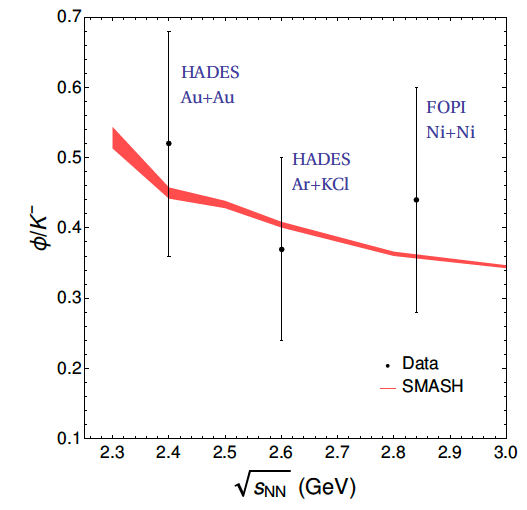 0.7
0.6
0.5
0.4
0.3
0.2
0.1
ϕ/K⁻
HADES
Au+Au
HADES
Ar+KCl
FOPI
Ni+Ni
Data
SMASH
2.3 2.4 2.5 2.6 2.7 2.8 2.9 3.0
√sNN (GeV)